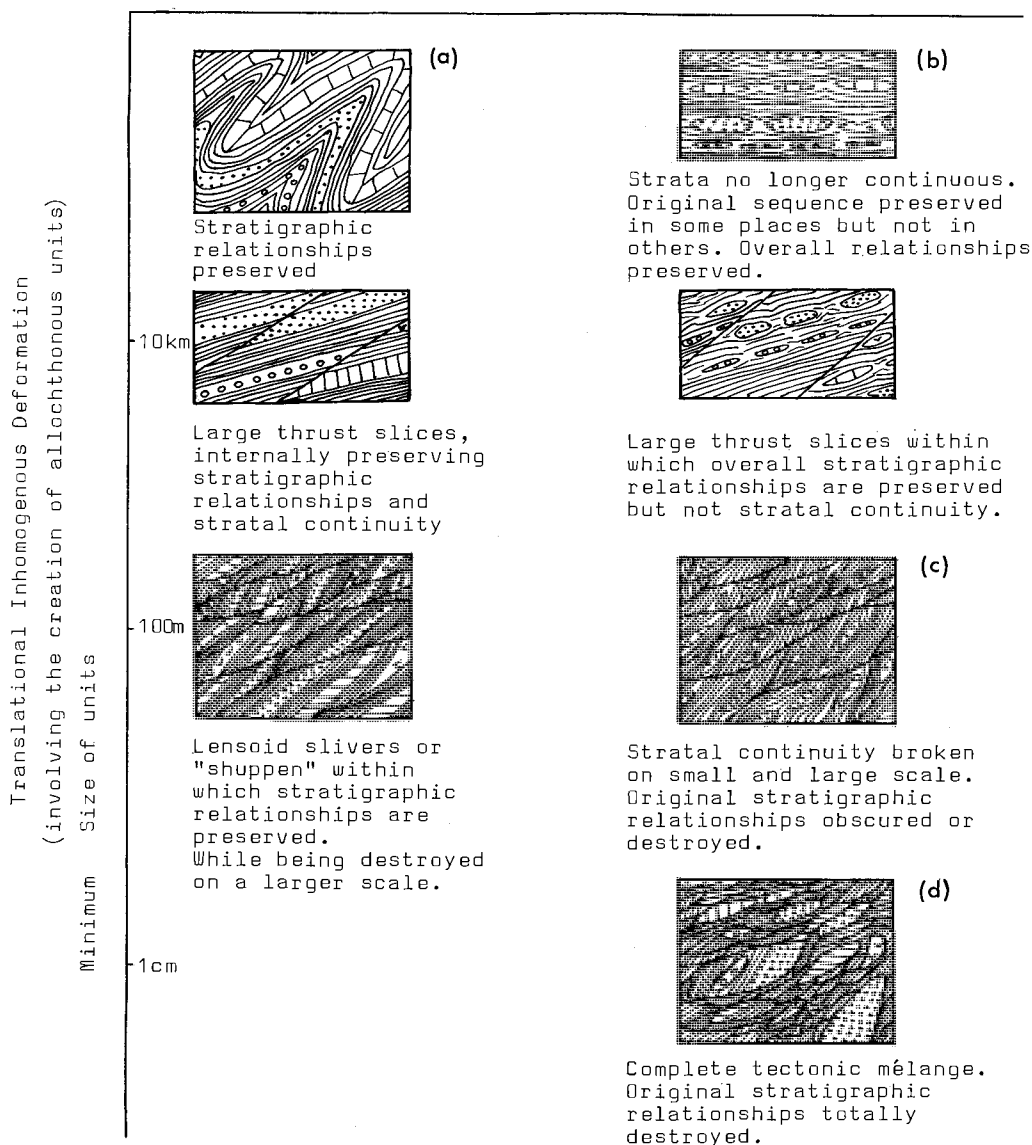 Translational Inhomogenous Deformation
(involving the creation of allochthonous units)
Minimum Size of units
10km
100m
1cm
(a)
Stratigraphic
relationships
preserved
(b)
Strata no longer continuous.
Original sequence preserved
in some places but not in
others. Overall relationships
preserved.
Large thrust slices,
internally preserving
stratigraphic
relationships and
stratal continuity
Large thrust slices within
which overall stratigraphic
relationships are preserved
but not stratal continuity.
Lensoid slivers or
"shuppen" within
which stratigraphic
relationships are
preserved.
While being destroyed
on a larger scale.
(c)
Stratal continuity broken
on small and large scale.
Original stratigraphic
relationships obscured or
destroyed.
(d)
Complete tectonic mélange.
Original stratigraphic
relationships totally
destroyed.